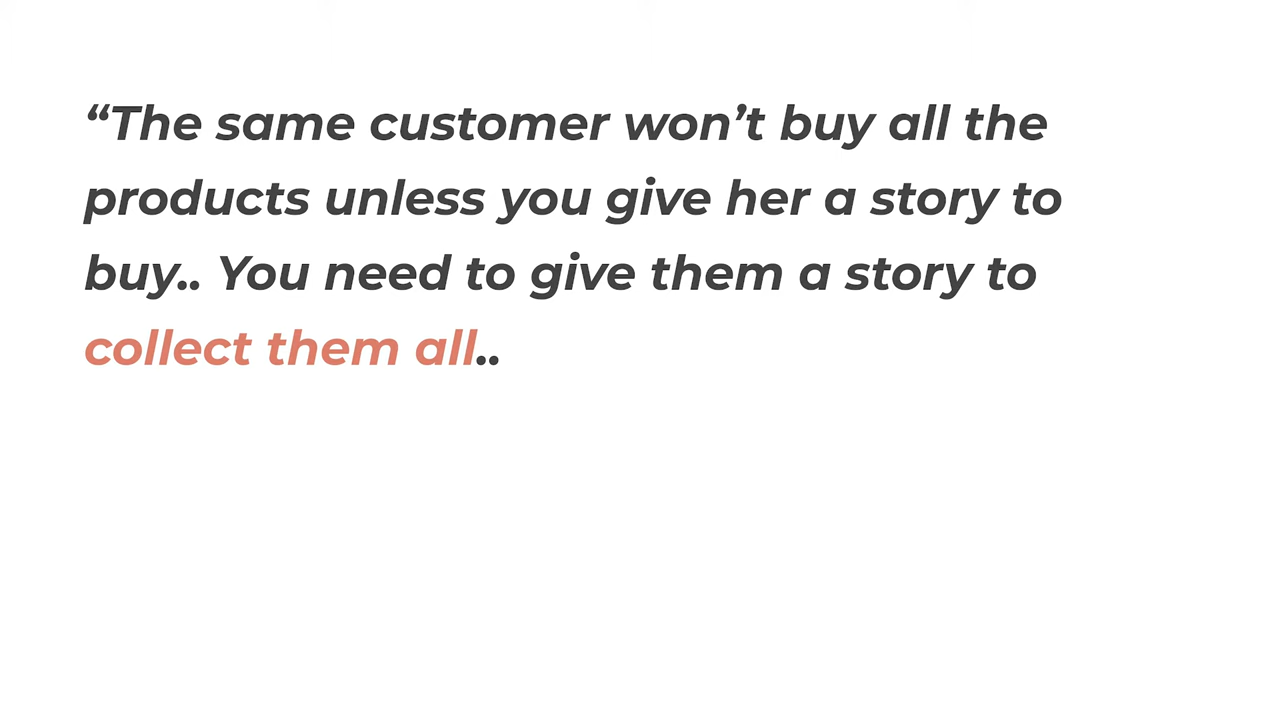 “The same customer won’t buy all the
products unless you give her a story to
buy.. You need to give them a story to
collect them all..